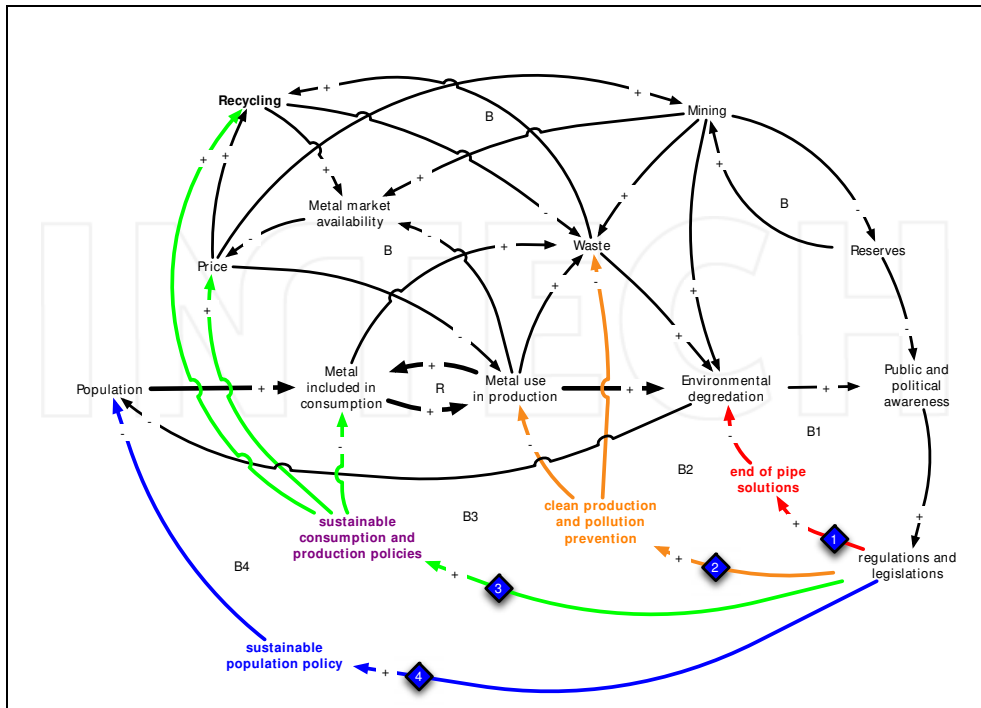 Recycling
Mining
B
Metal market
availability
B
Waste
Reserves
Price
B
INTECH
Metal
included in
consumption
Population
R
Metal use
in production
Environmental
degredation
Public and
political
awareness
B1
B2
end of pipe
solutions
B3
clean production
and pollution
prevention
sustainable
consumption and
production policies
1
regulations and
legislations
2
3
B4
sustainable
population policy
4
+
+
+
+
+
-
+
+
-
-
-
+
-
+
-
+
+
-
+
-
+
+
+
+
+
-
-
-
-
-
-
+
+
+
+
+